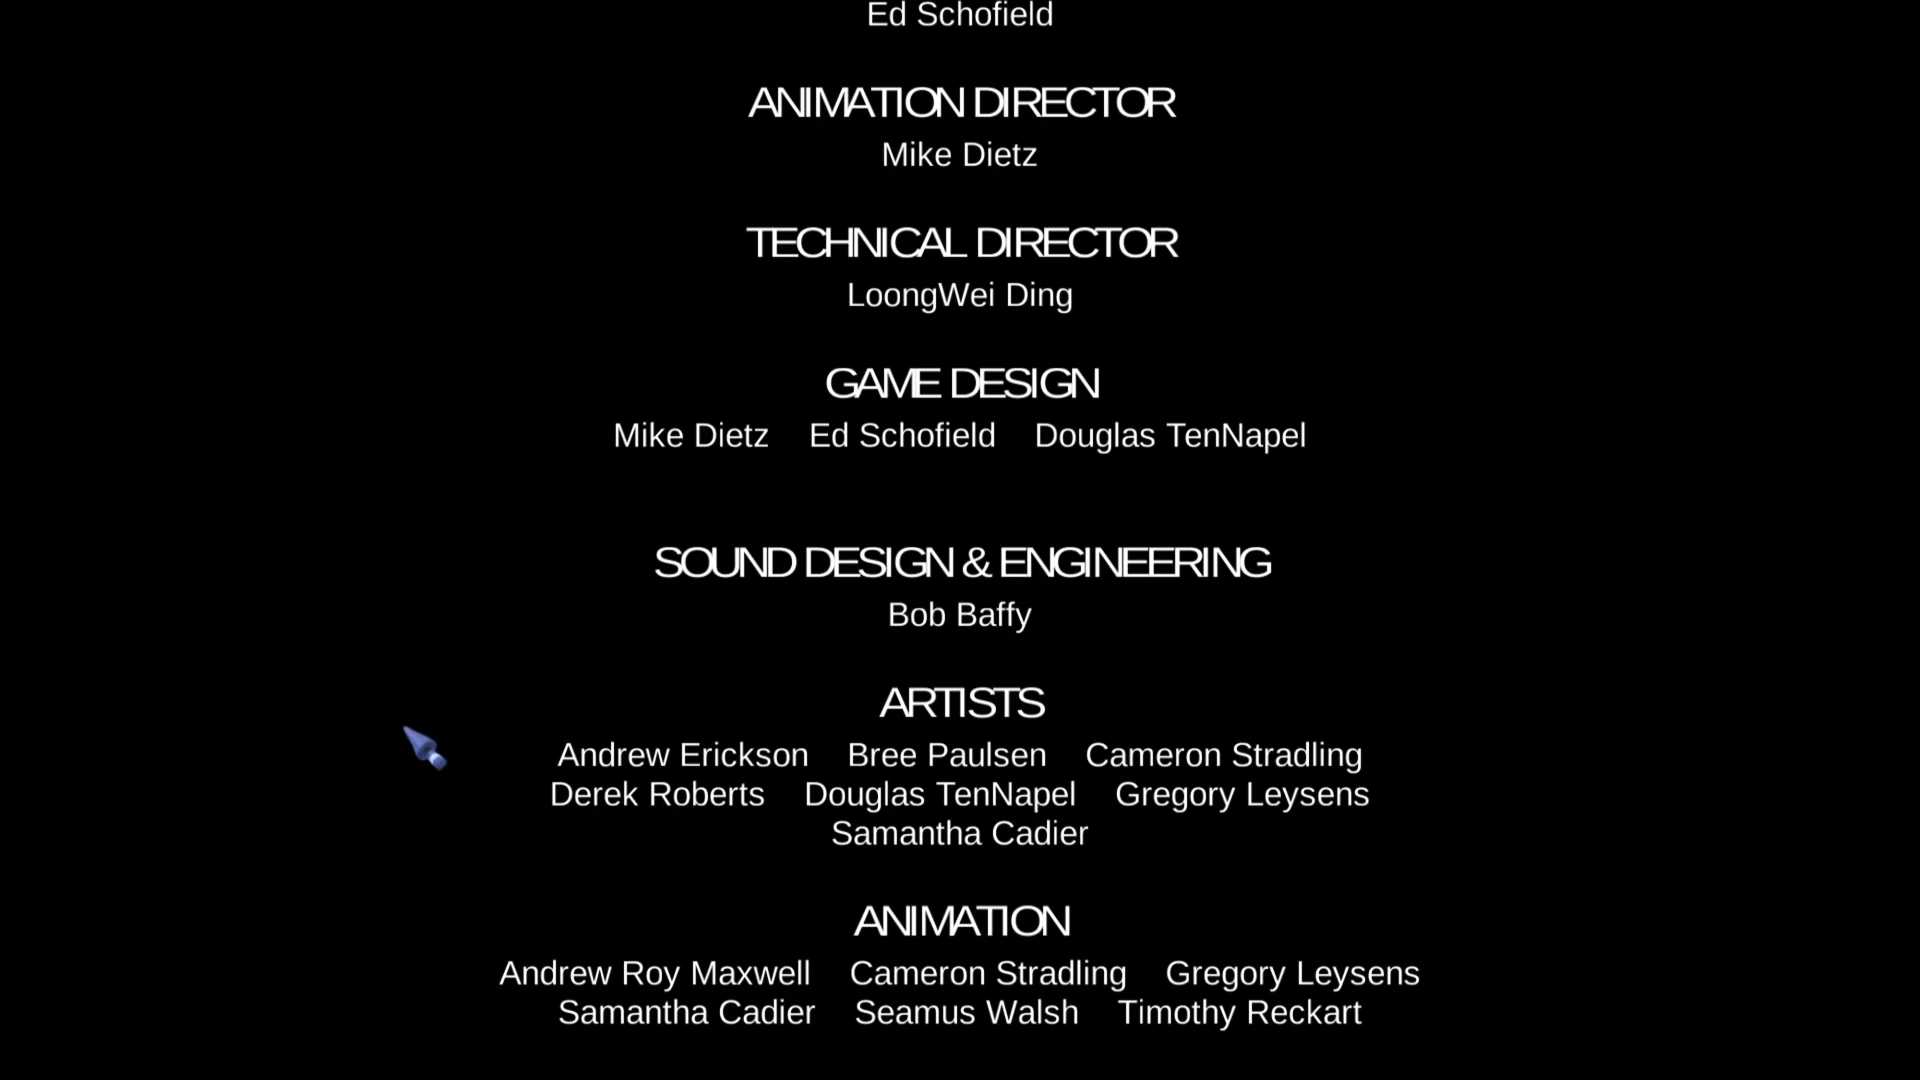 Ed Schofield
ANIMATION DIRECTOR
Mike Dietz
TECHNICAL DIRECTOR
LoongWei Ding
GAME DESIGN
Mike Dietz Ed Schofield Douglas TenNapel
SOUND DESIGN & ENGINEERING
Bob Baffy
ARTISTS
Andrew Erickson Bree Paulsen Cameron Stradling
Derek Roberts Douglas TenNapel Gregory Leysens
Samantha Cadier
ANIMATION
Andrew Roy Maxwell Cameron Stradling Gregory Leysens
Samantha Cadier Seamus Walsh Timothy Reckart